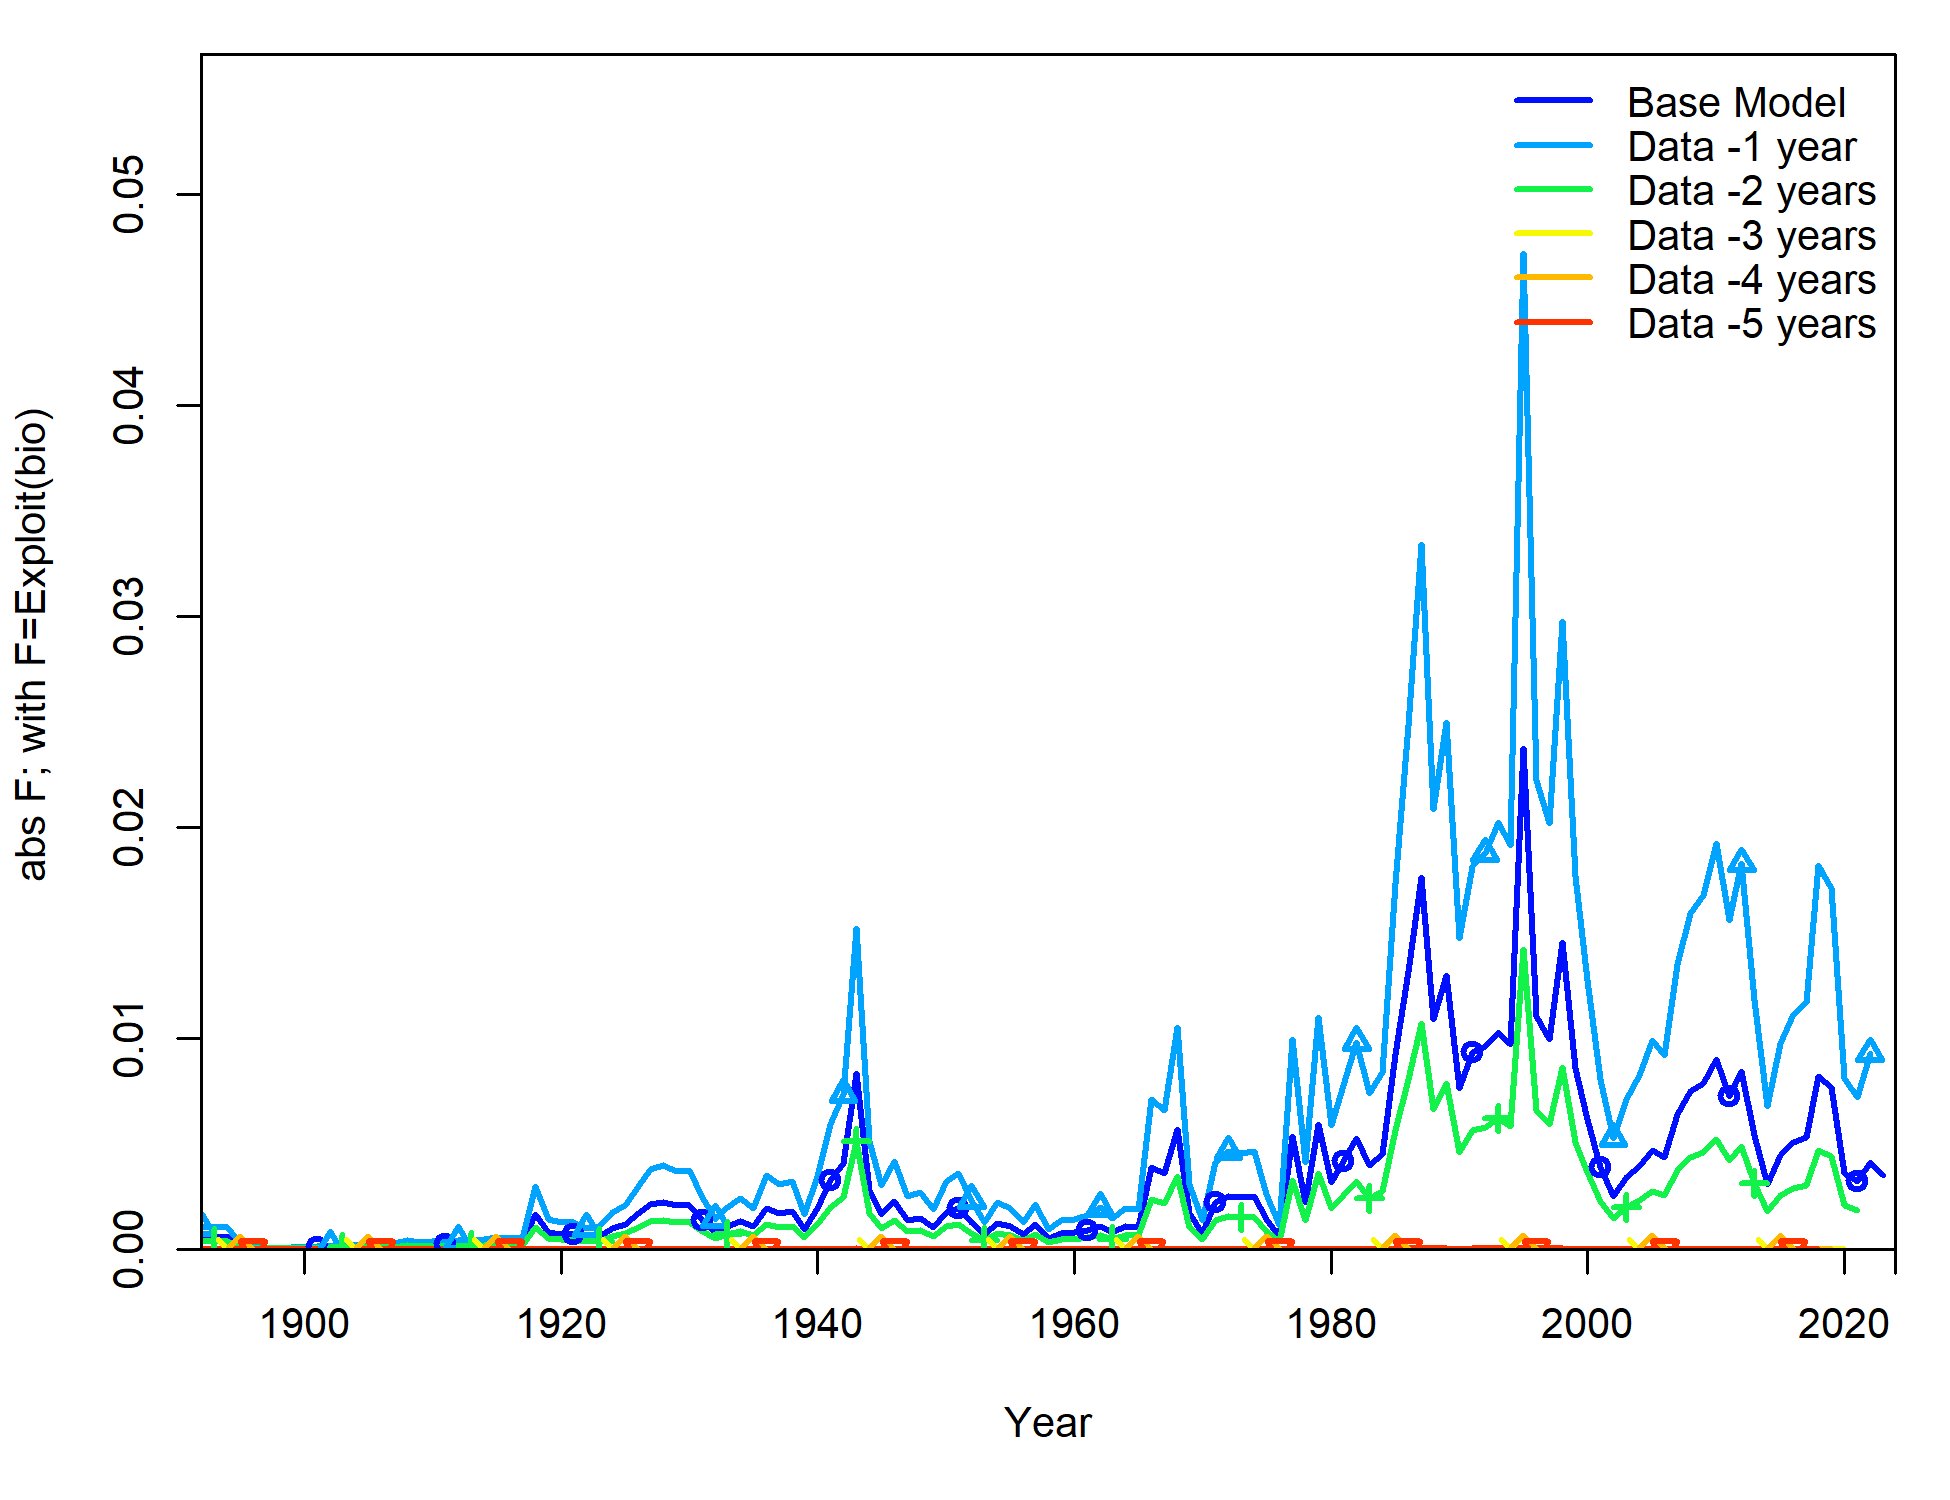 Base Model
Data -1 year
Data -2 years
Data -3 years
Data -4 years
Data -5 years
abs F; with F=Exploit(bio)
0.05
0.04
0.03
0.02
0.01
0.00
1900 1920 1940 1960 1980 2000 2020
Year